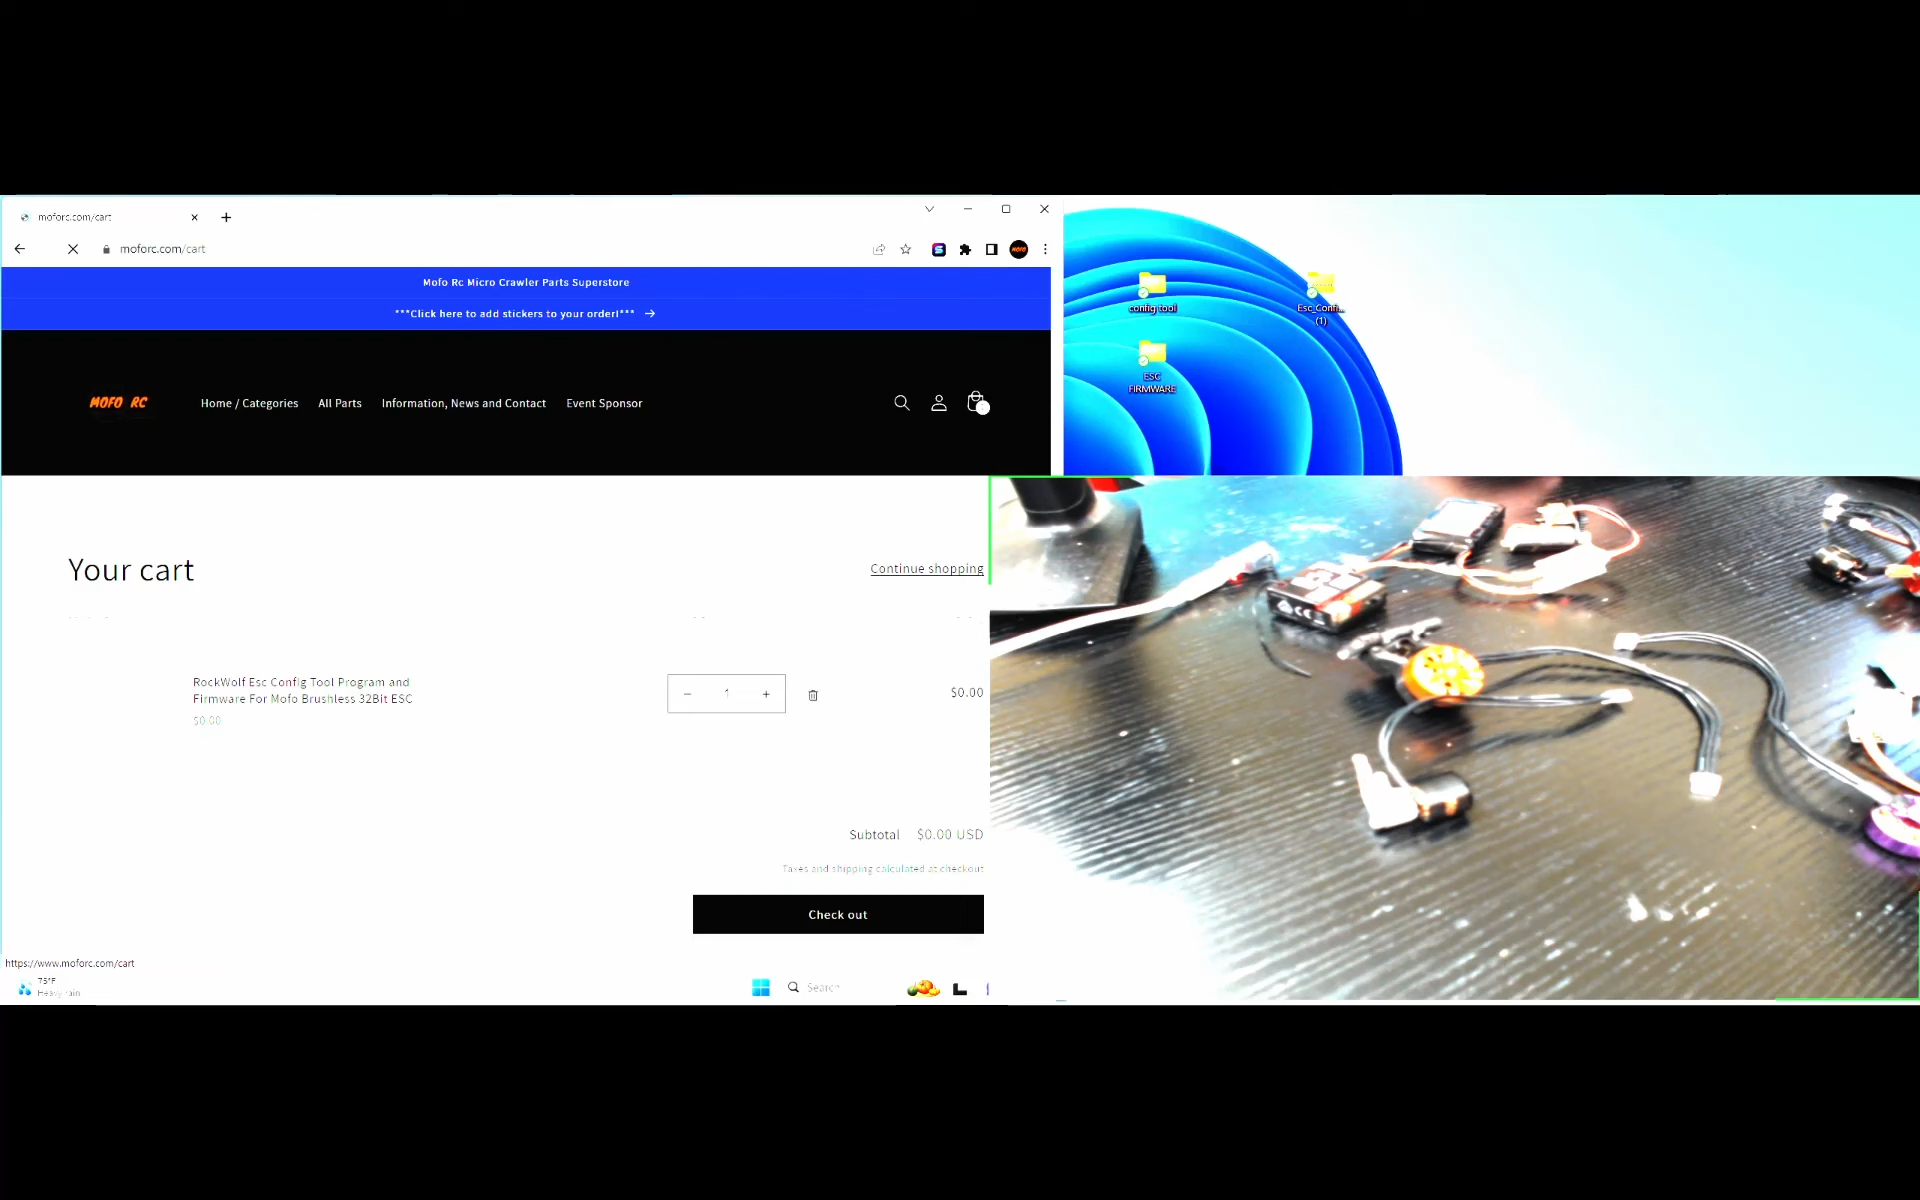 moforc.com/cart
moforc.com/cart
MOFO
Mofo Rc Micro Crawler Parts Superstore
***Click here to add stickers to your order!***
MOFO RC
Home / Categories
All Parts
Information, News and Contact
Event Sponsor
Your cart
Continue shopping
RockWolf Esc Config Tool Program and
Firmware For Mofo Brushless 32Bit ESC
$0.00
1
$0.00
Subtotal $0.00 USD
Taxes and shipping calculated at checkout
Check out
https://www.moforc.com/cart
75°F
Heavy rain
Search
config tool
Esc_Confi...
(1)
ESC
FIRMWARE